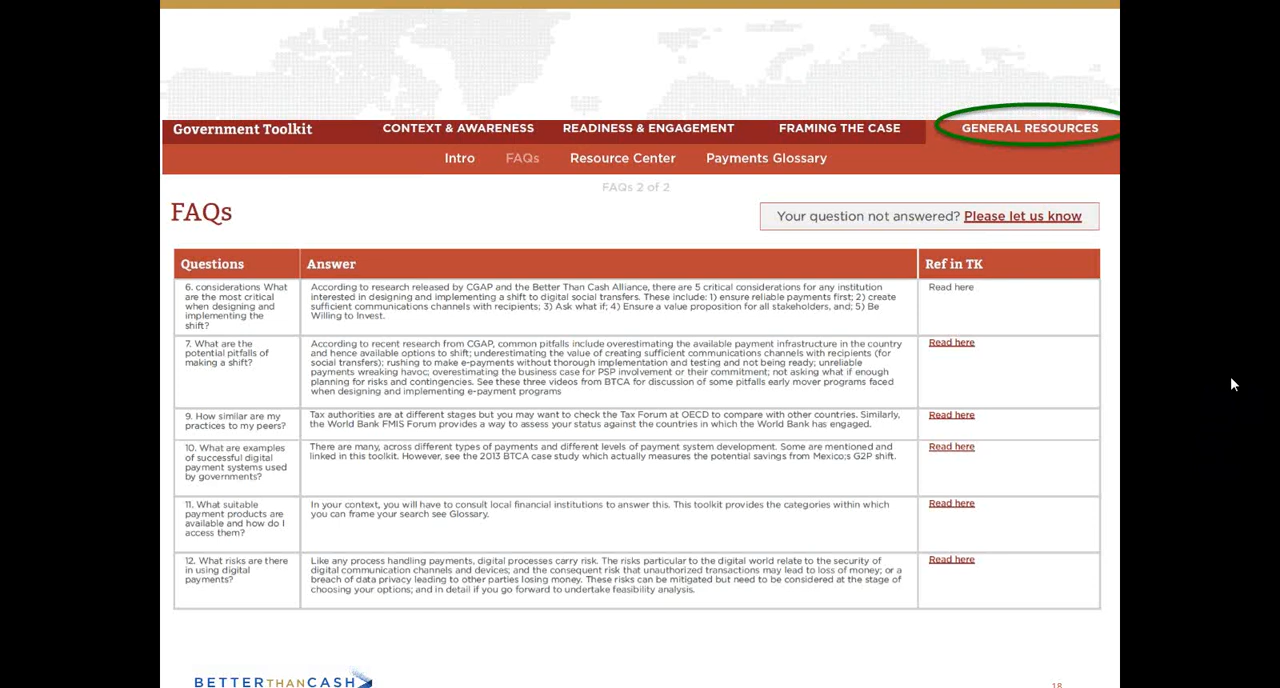 Government Toolkit
CONTEXT & AWARENESS
READINESS & ENGAGEMENT
FRAMING THE CASE
GENERAL RESOURCES
Intro
FAQs
Resource Center
Payments Glossary
FAQs 2 of 2
FAQs
Your question not answered? Please let us know
Questions
Answer
Ref in TK
6. considerations What
are the most critical
when designing and
implementing the
shift?
According to research released by CGAP and the Better Than Cash Alliance, there are 5 critical considerations for any institution
interested in designing and implementing a shift to digital social transfers. These include: 1) ensure reliable payments first; 2) create
sufficient communications channels with recipients; 3) Ask what if; 4) Ensure a value proposition for all stakeholders, and; 5) Be
Willing to Invest.
Read here
7. What are the
potential pitfalls of
making a shift?
According to recent research from CGAP, common pitfalls include overestimating the available payment infrastructure in the country
and hence available options to shift; underestimating the value of creating sufficient communications channels with recipients (for
social transfers); rushing to make e-payments without thorough implementation and testing and not being ready; unreliable
payments wreaking havoc; overestimating the business case for PSP involvement or their commitment; not asking what if enough
planning for risks and contingencies. See these three videos from BTCA for discussion of some pitfalls early mover programs faced
when designing and implementing e-payment programs
Read here
9. How similar are my
practices to my peers?
Tax authorities are at different stages but you may want to check the Tax Forum at OECD to compare with other countries. Similarly,
the World Bank FMIS Forum provides a way to assess your status against the countries in which the World Bank has engaged.
Read here
10. What are examples
of successful digital
payment systems used
by governments?
There are many, across different types of payments and different levels of payment system development. Some are mentioned and
linked in this toolkit. However, see the 2013 BTCA case study which actually measures the potential savings from Mexico;s G2P shift.
Read here
11. What suitable
payment products are
available and how do I
access them?
In your context, you will have to consult local financial institutions to answer this. This toolkit provides the categories within which
you can frame your search see Glossary.
Read here
12. What risks are there
in using digital
payments?
Like any process handling payments, digital processes carry risk. The risks particular to the digital world relate to the security of
digital communication channels and devices; and the consequent risk that unauthorized transactions may lead to loss of money; or a
breach of data privacy leading to other parties losing money. These risks can be mitigated but need to be considered at the stage of
choosing your options; and in detail if you go forward to undertake feasibility analysis.
Read here
BETTERTHANCASH
18